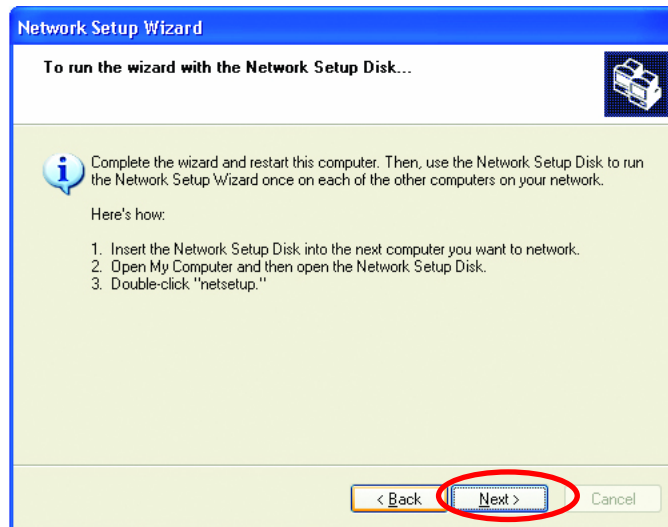 Network Setup Wizard
To run the wizard with the Network Setup Disk...
Complete the wizard and restart this computer. Then, use the Network Setup Disk to run
the Network Setup Wizard once on each of the other computers on your network.
Here's how:
1. Insert the Network Setup Disk into the next computer you want to network.
2. Open My Computer and then open the Network Setup Disk.
3. Double-click "netsetup."
< Back
Next >
Cancel